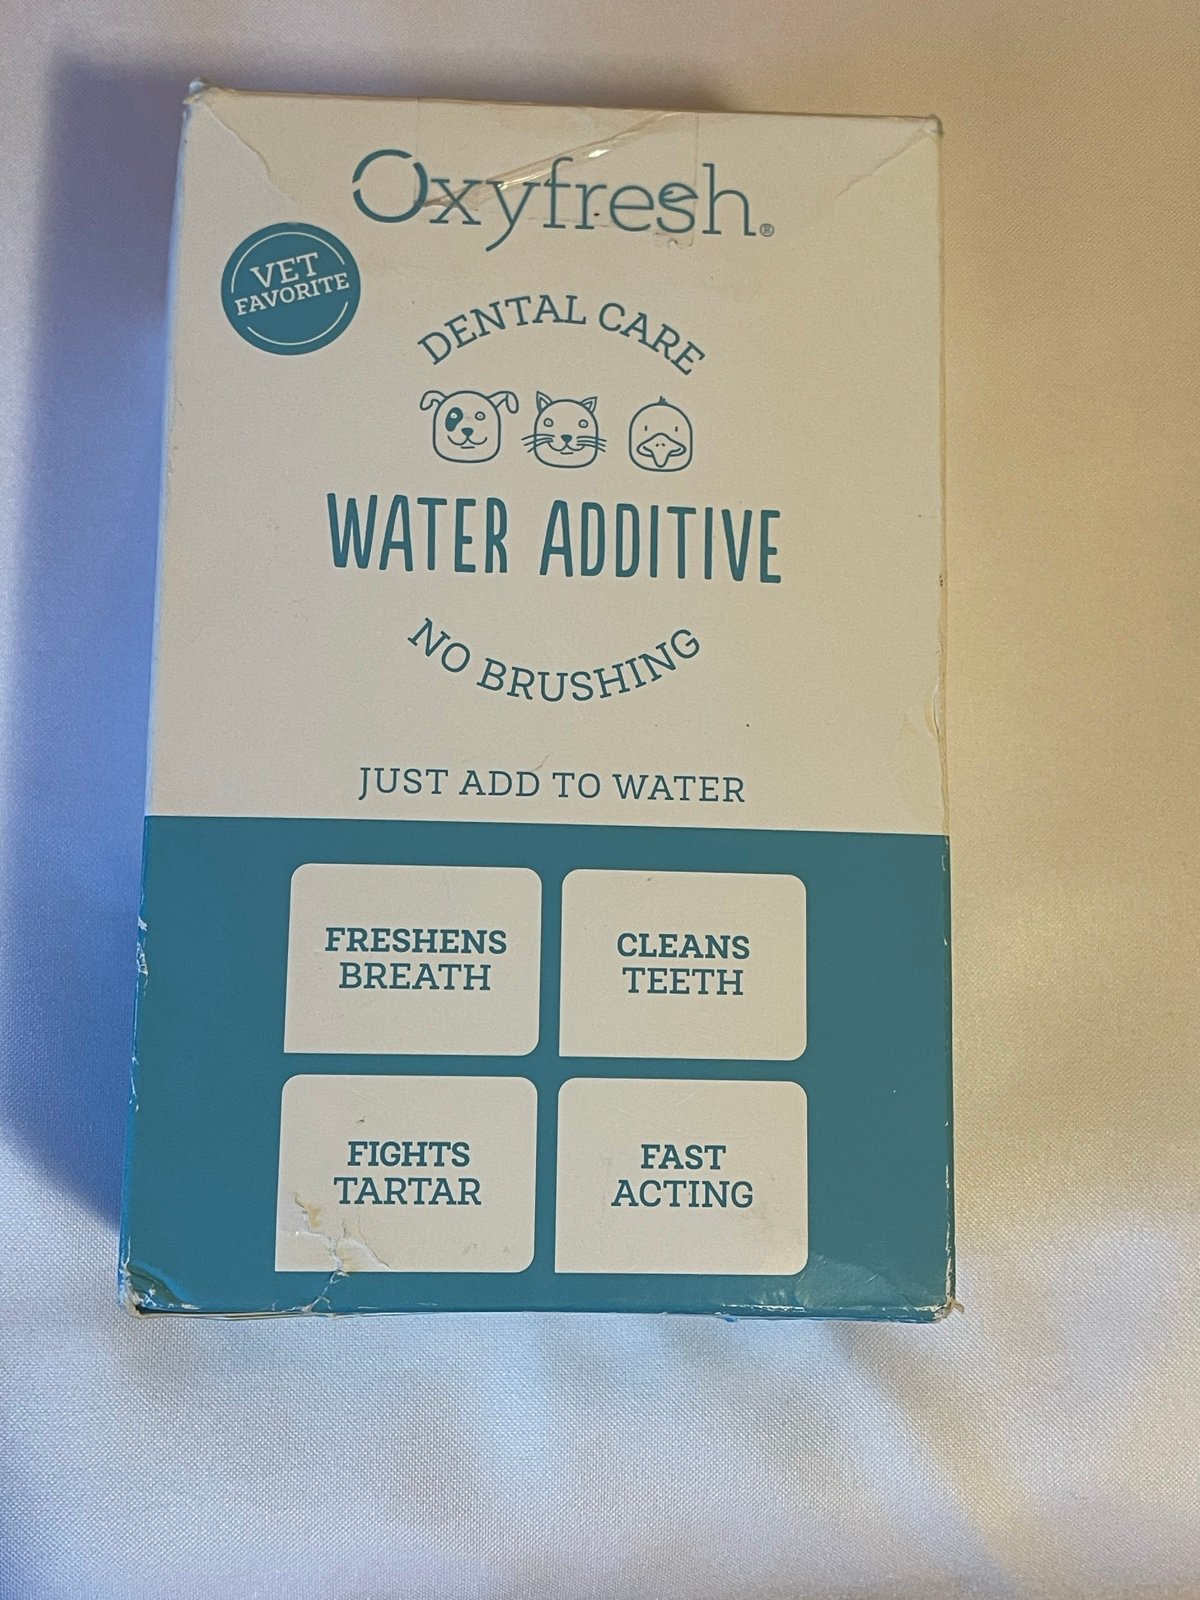 Oxyfresh®
VET
FAVORITE
DENTAL CARE
WATER ADDITIVE
NO BRUSHING
JUST ADD TO WATER
FRESHENS
BREATH
CLEANS
TEETH
FIGHTS
TARTAR
FAST
ACTING